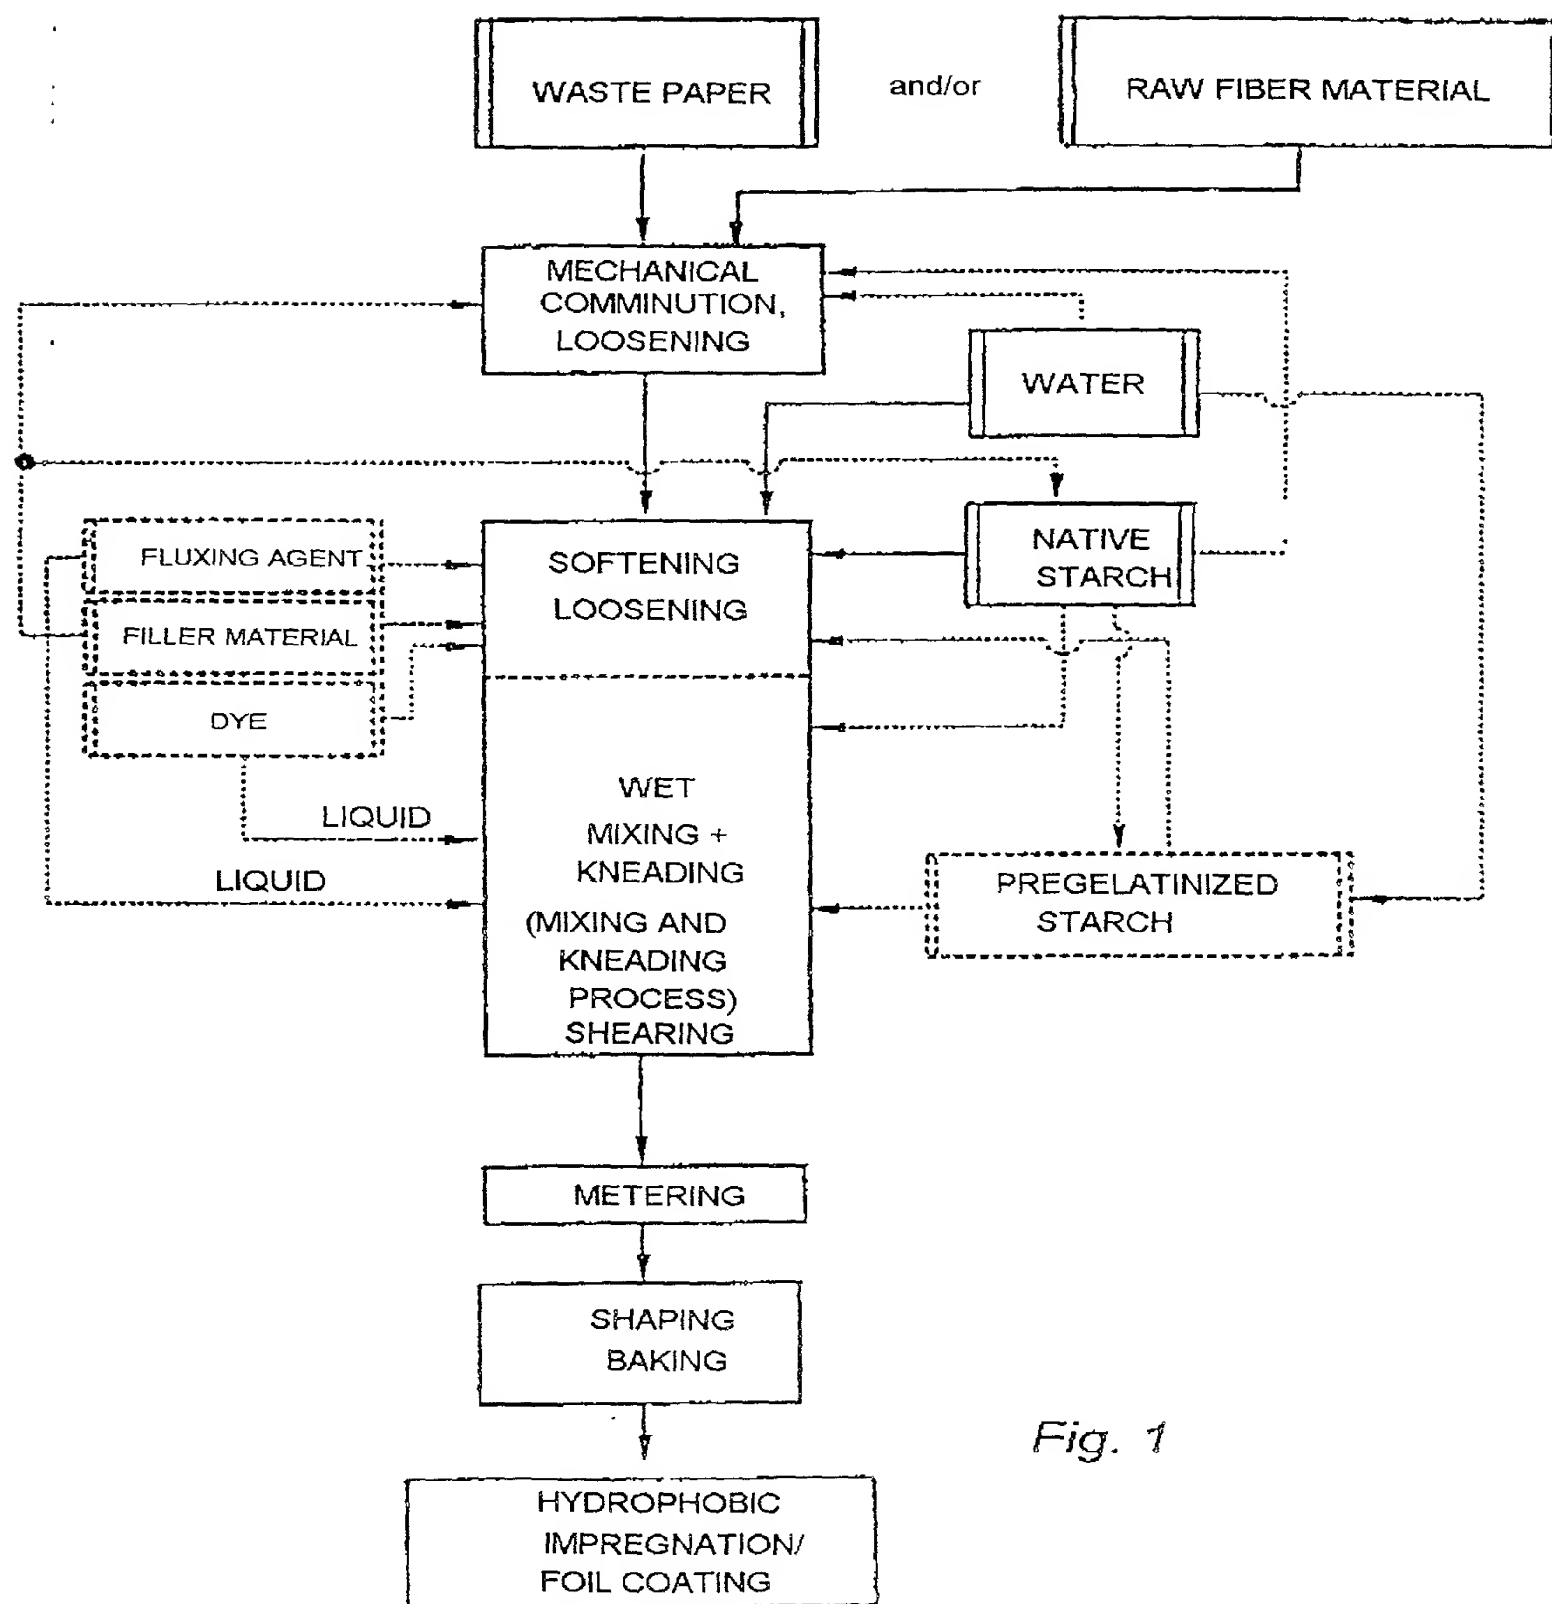 WASTE PAPER
and/or
RAW FIBER MATERIAL
MECHANICAL
COMMINUTION,
LOOSENING
WATER
FLUXING AGENT
FILLER MATERIAL
DYE
SOFTENING
LOOSENING
NATIVE
STARCH
WET
MIXING +
KNEADING
(MIXING AND
KNEADING
PROCESS)
SHEARING
LIQUID
LIQUID
PREGELATINIZED
STARCH
METERING
SHAPING
BAKING
Fig. 1
HYDROPHOBIC
IMPREGNATION/
FOIL COATING